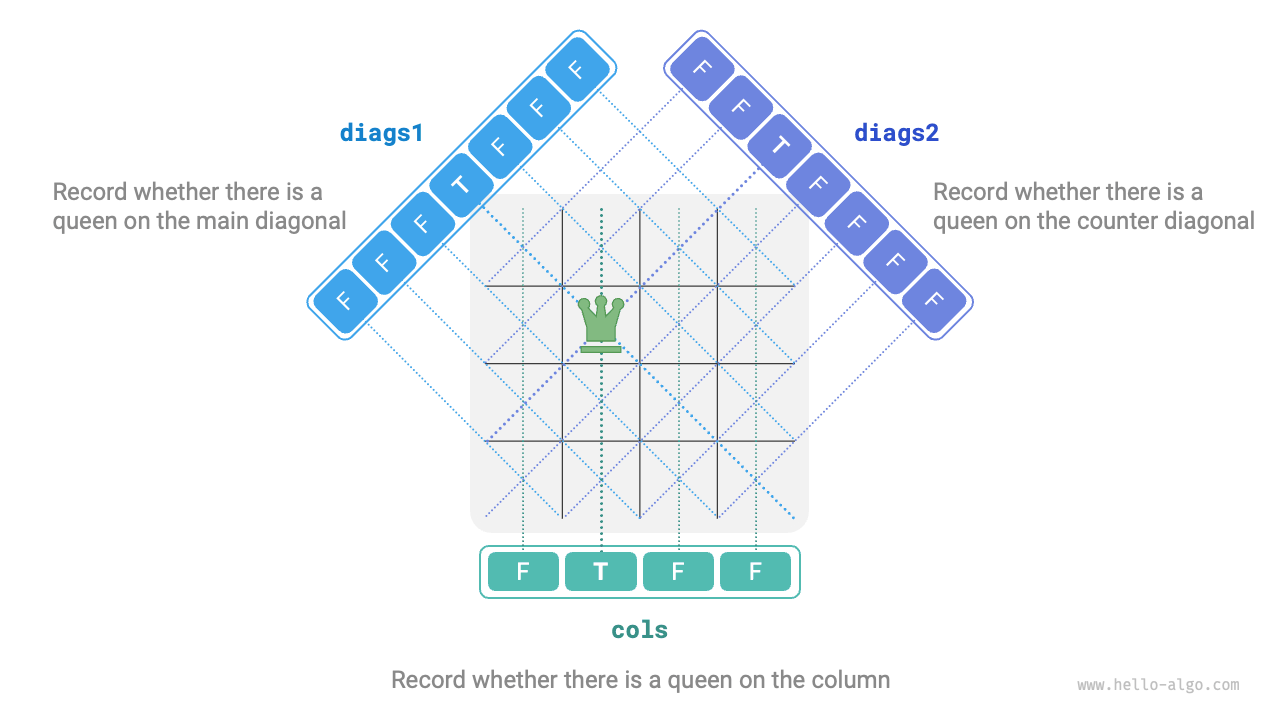 diags1
Record whether there is a
queen on the main diagonal
F F F T F F F
diags2
Record whether there is a
queen on the counter diagonal
F F T F F F F
F T F F
cols
Record whether there is a queen on the column
www.hello-algo.com